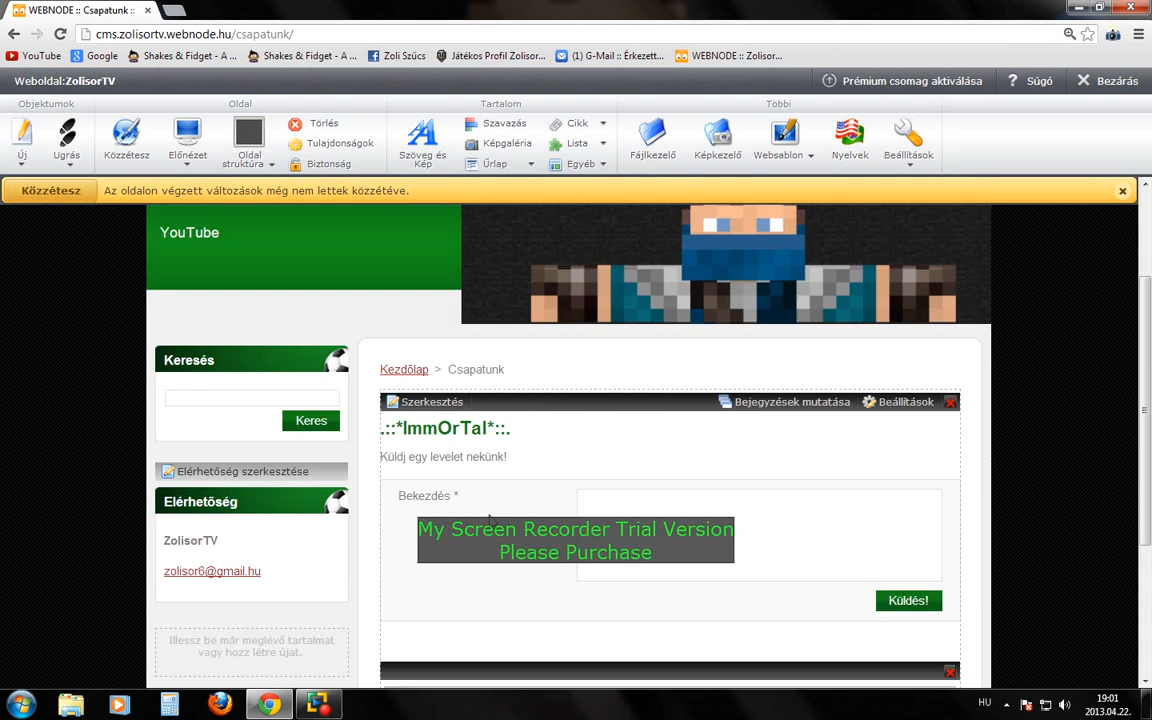 WEBNODE :: Csapatunk ::
cms.zolisortv.webnode.hu/csapatunk/
YouTube
Google
Shakes & Fidget - A ...
Shakes & Fidget - A ...
Zoli Szűcs
Játékos Profil Zolisor...
(1) G-Mail :: Érkezett...
WEBNODE :: Zolisor...
Weboldal:ZolisorTV
Prémium csomag aktiválása
? Súgó
Bezárás
Objektumok
Oldal
Tartalom
Többi
Új
Ugrás
Közzétesz
Előnézet
Oldal struktúra
Törlés
Tulajdonságok
Biztonság
Szöveg és Kép
Szavazás
Képgaléria
Űrlap
Cikk
Lista
Egyéb
Fájlkezelő
Képkezelő
Websablon
Nyelvek
Beállítások
Közzétesz
Az oldalon végzett változások még nem lettek közzétéve.
YouTube
Keresés
Keres
Elérhetőség szerkesztése
Elérhetőség
ZolisorTV
zolisor6@gmail.hu
Illessz be már meglévő tartalmat
vagy hozz létre újat.
Kezdőlap > Csapatunk
Szerkesztés
Bejegyzések mutatása
Beállítások
.::*ImmOrTal*::.
Küldj egy levelet nekünk!
Bekezdés *
My Screen Recorder Trial Version
Please Purchase
Küldés!
HU
19:01
2013.04.22.